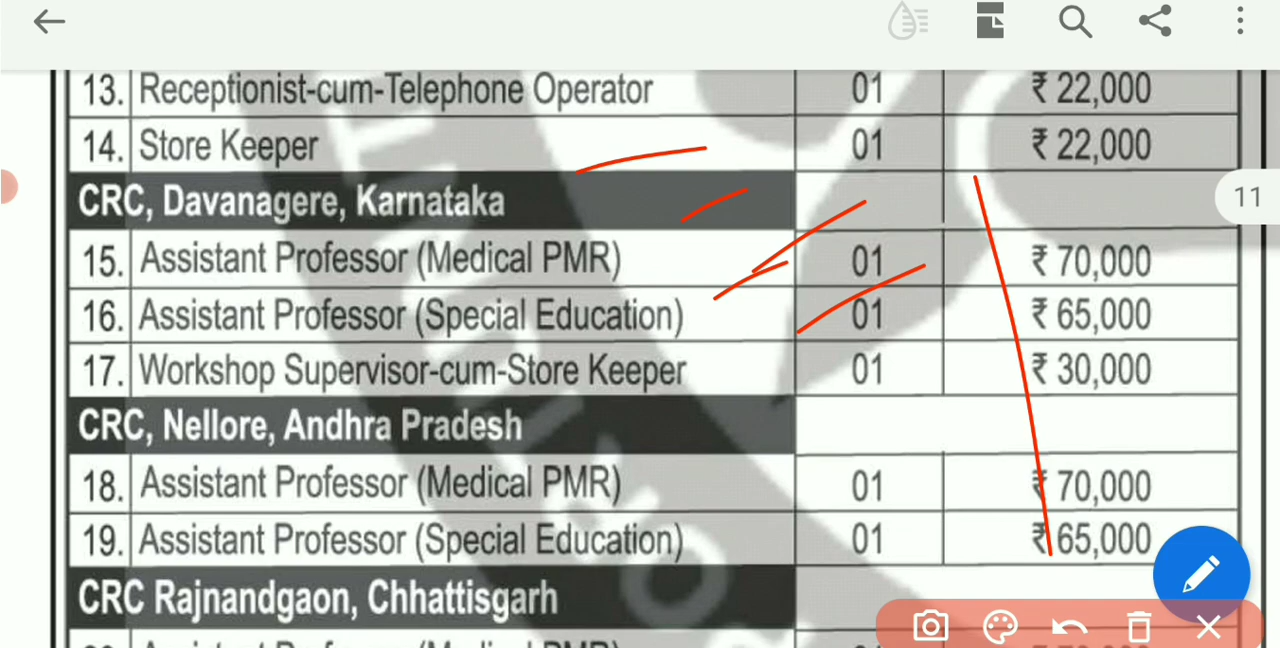 13. Receptionist-cum-Telephone Operator 01 ₹ 22,000
14. Store Keeper 01 ₹ 22,000
CRC, Davanagere, Karnataka
11
15. Assistant Professor (Medical PMR) 01 ₹ 70,000
16. Assistant Professor (Special Education) 01 ₹ 65,000
17. Workshop Supervisor-cum-Store Keeper 01 ₹ 30,000
CRC, Nellore, Andhra Pradesh
18. Assistant Professor (Medical PMR) 01 ₹ 70,000
19. Assistant Professor (Special Education) 01 ₹ 65,000
CRC Rajnandgaon, Chhattisgarh